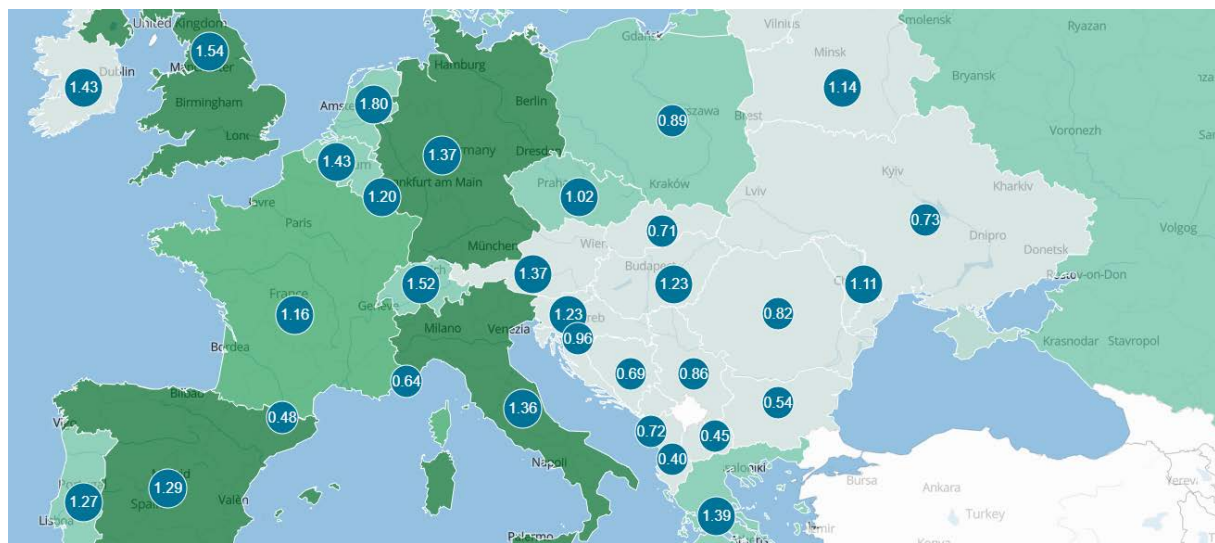 Vilnius
Smolensk
United Kingdom
Gdańsk
Ryazan
1.54
Minsk
Hamburg
Dublin
Bryansk
1.43
1.14
Birmingham
1.80
Berlin
Brest
0.89
Voronezh
1.37
Dresden
1.43
Kyiv
Kharkiv
Frankfurt am Main
Praha
Kraków
Lviv
1.20
1.02
Paris
0.73
Volgog
0.71
Dnipro
München
Wien
Donetsk
Budapest
1.37
1.52
1.23
1.11
Rostov-on-Don
France
Genève
1.16
1.23
0.82
Milano
Venezia
0.96
Krasnodar
Stavropol
Bordea
0.69
0.86
0.64
Bilbao
0.54
0.48
1.36
0.72
0.45
0.40
Napoli
Bursa
Ankara
Yereva
1.29
1.27
Valèn
Turkey
Lisboa
1.39
Izmir
Konya
Palermo